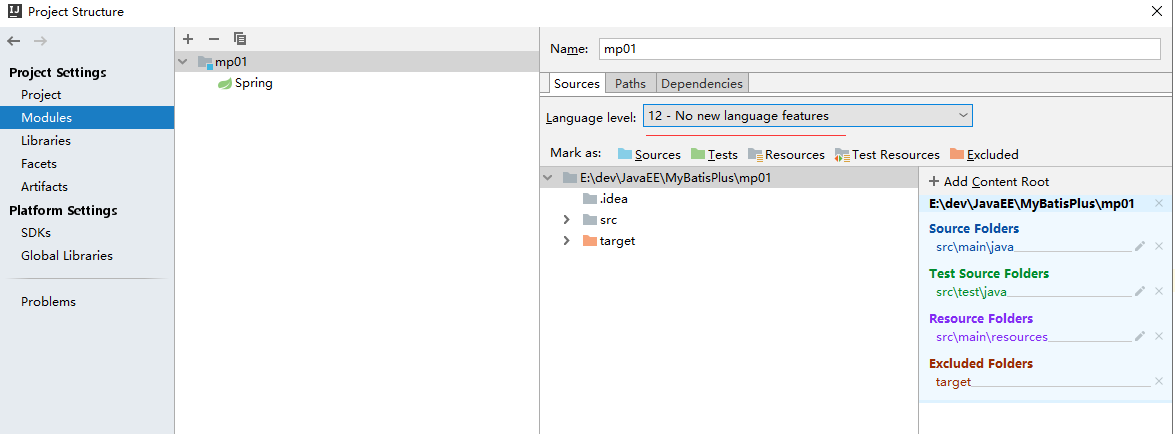 Project Structure
Project Settings
Project
Modules
Libraries
Facets
Artifacts
Platform Settings
SDKs
Global Libraries
Problems
mp01
Spring
Name: mp01
Sources Paths Dependencies
Language level: 12 - No new language features
Mark as: Sources Tests Resources Test Resources Excluded
E:\dev\JavaEE\MyBatisPlus\mp01
.idea
src
target
+ Add Content Root
E:\dev\JavaEE\MyBatisPlus\mp01
Source Folders
src\main\java
Test Source Folders
src\test\java
Resource Folders
src\main\resources
Excluded Folders
target